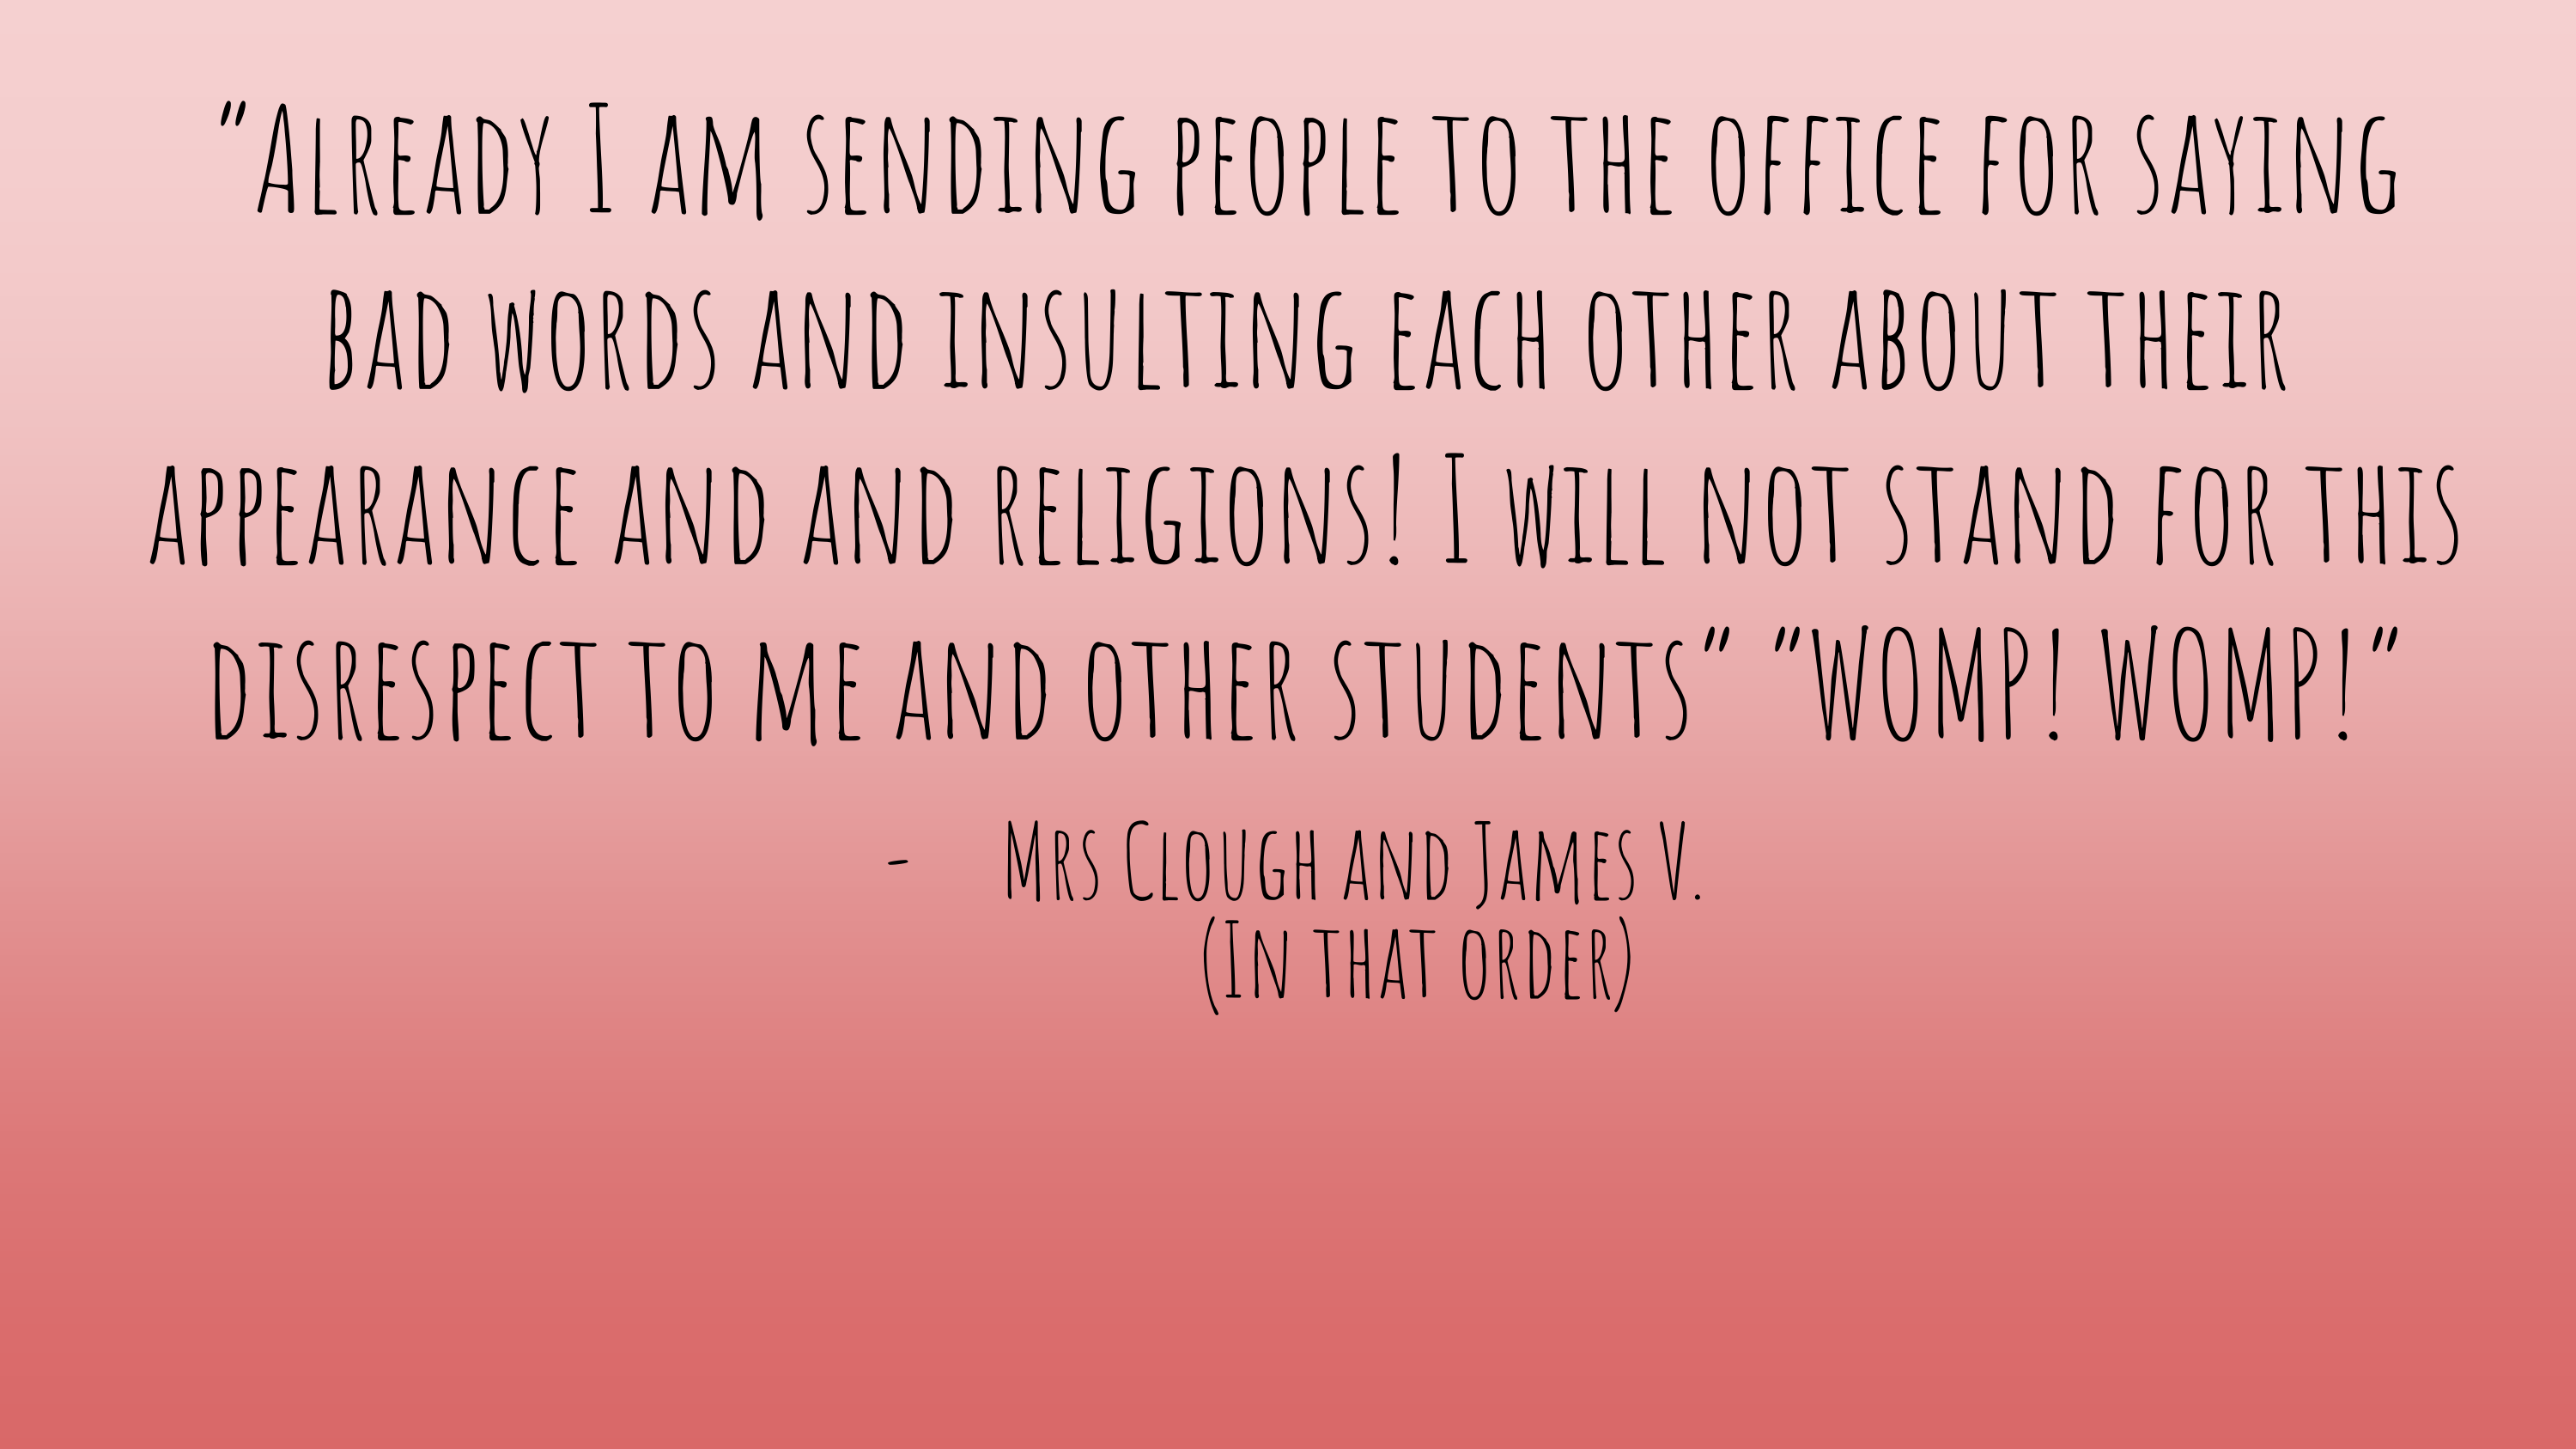 "Already I am sending people to the office for saying
bad words and insulting each other about their
appearance and and religions! I will not stand for this
disrespect to me and other students" "WOMP! WOMP!"
- Mrs Clough and James V.
(In that order)